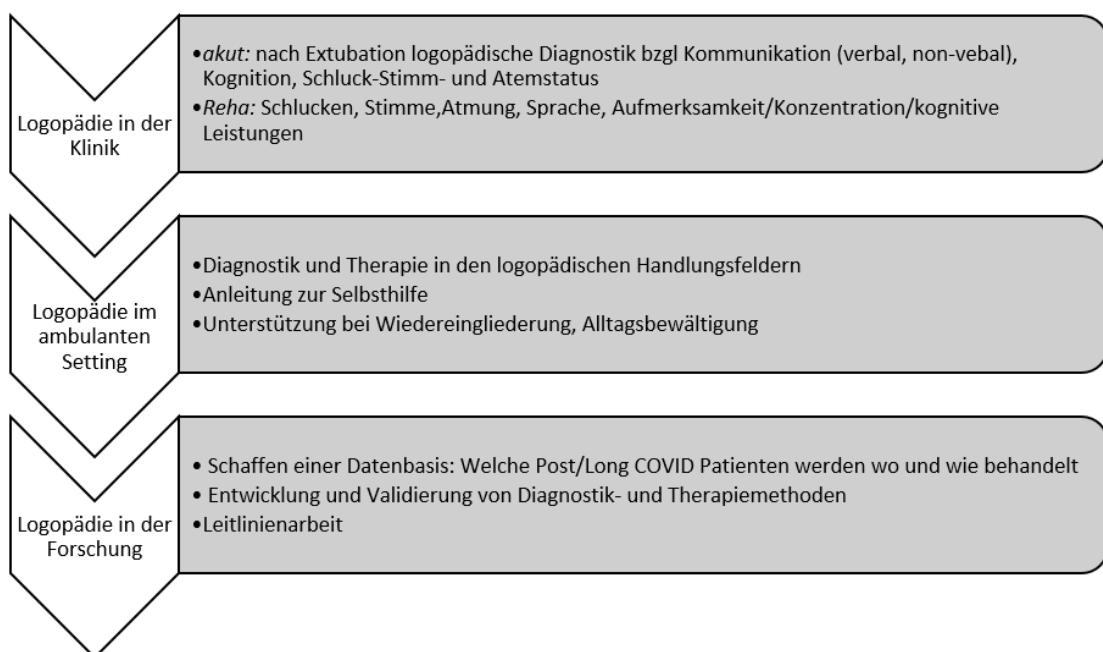 Logopädie in der
Klinik
•akut: nach Extubation logopädische Diagnostik bzgl Kommunikation (verbal, non-vebal),
Kognition, Schluck-Stimm- und Atemstatus
•Reha: Schlucken, Stimme,Atmung, Sprache, Aufmerksamkeit/Konzentration/kognitive
Leistungen
Logopädie im
ambulanten
Setting
•Diagnostik und Therapie in den logopädischen Handlungsfeldern
•Anleitung zur Selbsthilfe
•Unterstützung bei Wiedereingliederung, Alltagsbewältigung
Logopädie in der
Forschung
• Schaffen einer Datenbasis: Welche Post/Long COVID Patienten werden wo und wie behandelt
• Entwicklung und Validierung von Diagnostik- und Therapiemethoden
•Leitlinienarbeit